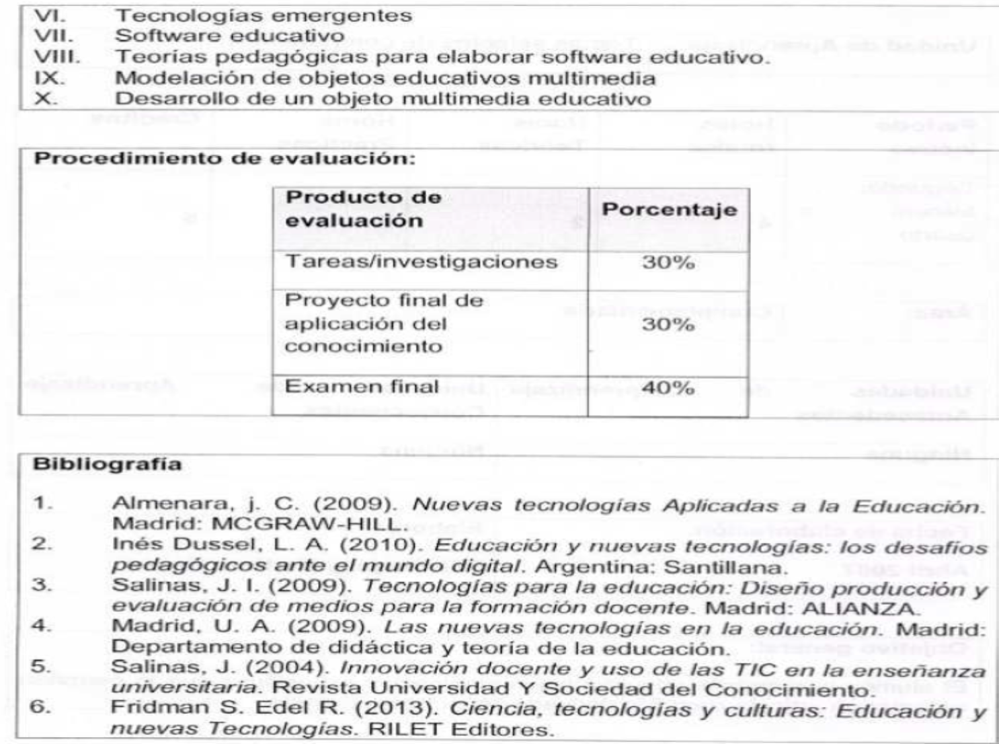 VI. Tecnologías emergentes
VII. Software educativo
VIII. Teorías pedagógicas para elaborar software educativo.
IX. Modelación de objetos educativos multimedia
X. Desarrollo de un objeto multimedia educativo
Procedimiento de evaluación:
Producto de evaluación Porcentaje
Tareas/investigaciones 30%
Proyecto final de aplicación del conocimiento 30%
Examen final 40%
Bibliografía
1. Almenara, j. C. (2009). Nuevas tecnologías Aplicadas a la Educación.
Madrid: MCGRAW-HILL.
2. Inés Dussel, L. A. (2010). Educación y nuevas tecnologías: los desafíos
pedagógicos ante el mundo digital. Argentina: Santillana.
3. Salinas, J. I. (2009). Tecnologías para la educación: Diseño producción y
evaluación de medios para la formación docente. Madrid: ALIANZA.
4. Madrid, U. A. (2009). Las nuevas tecnologías en la educación. Madrid:
Departamento de didáctica y teoría de la educación.
5. Salinas, J. (2004). Innovación docente y uso de las TIC en la enseñanza
universitaria. Revista Universidad Y Sociedad del Conocimiento.
6. Fridman S. Edel R. (2013). Ciencia, tecnologías y culturas: Educación y
nuevas Tecnologías. RILET Editores.